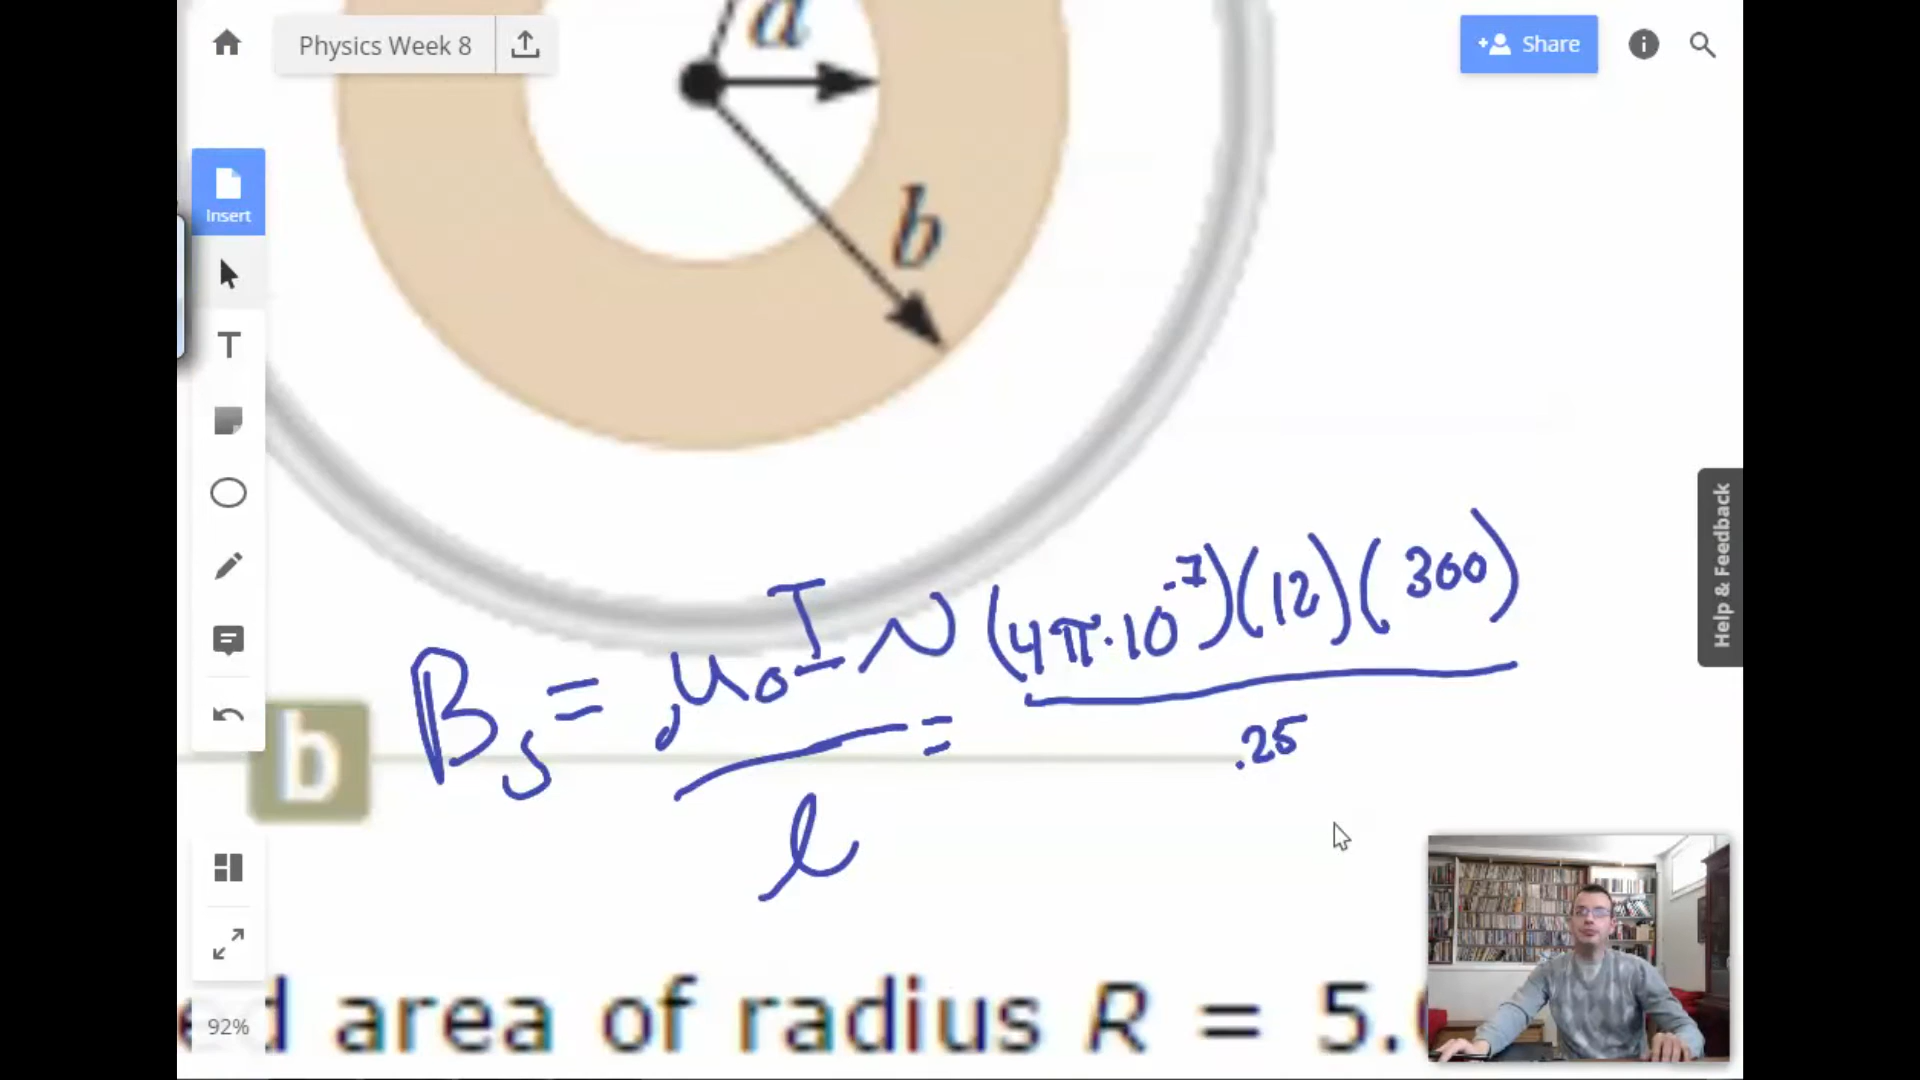 Physics Week 8
Share
a
Insert
b
Help & Feedback
B_s = μ₀IN / l = (4π·10⁻⁷)(12)(300) / .25
b
d area of radius R = 5.
92%